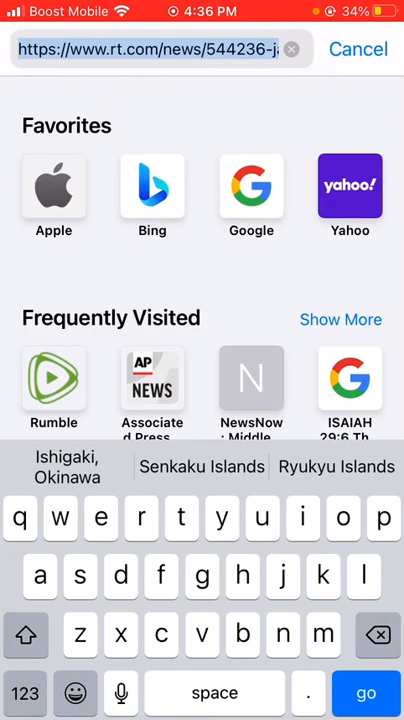 Boost Mobile 4:36 PM 34%
https://www.rt.com/news/544236-ja Cancel
Favorites
yahoo!
Apple Bing Google Yahoo
Frequently Visited Show More
AP
NEWS N
Rumble Associate NewsNow ISAIAH
d Press : Middle 29:6 Th
Ishigaki,
Okinawa Senkaku Islands Ryukyu Islands
q w e r t y u i o p
a s d f g h j k l
z x c v b n m
123 space . go